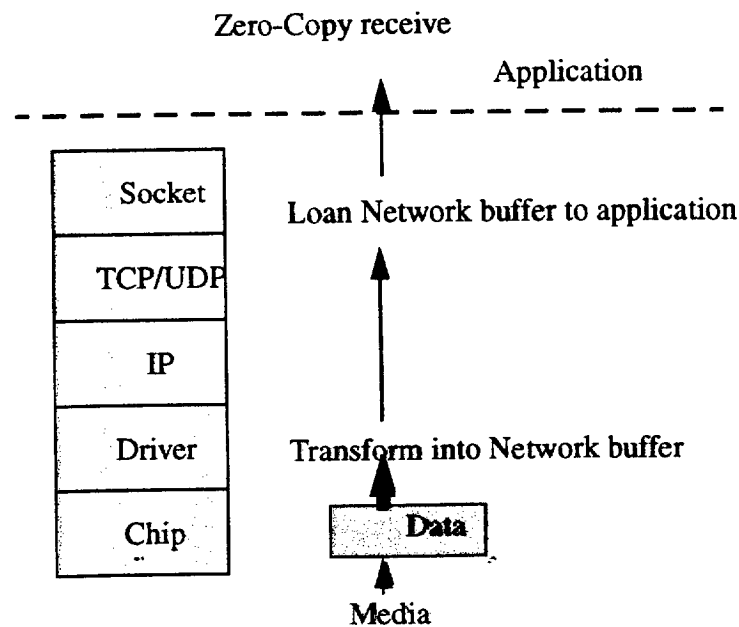 Zero-Copy receive
Application
Socket
Loan Network buffer to application
TCP/UDP
IP
Driver
Transform into Network buffer
Chip
Data
Media